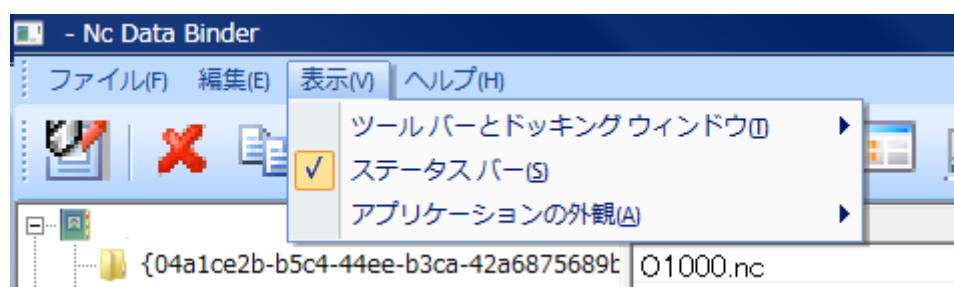 - Nc Data Binder
ファイル(F) 編集(E) 表示(V) ヘルプ(H)
ツール バーとドッキング ウィンドウ(T)
✓ ステータス バー(S)
アプリケーションの外観(A)
{04a1ce2b-b5c4-44ee-b3ca-42a6875689b
O1000.nc